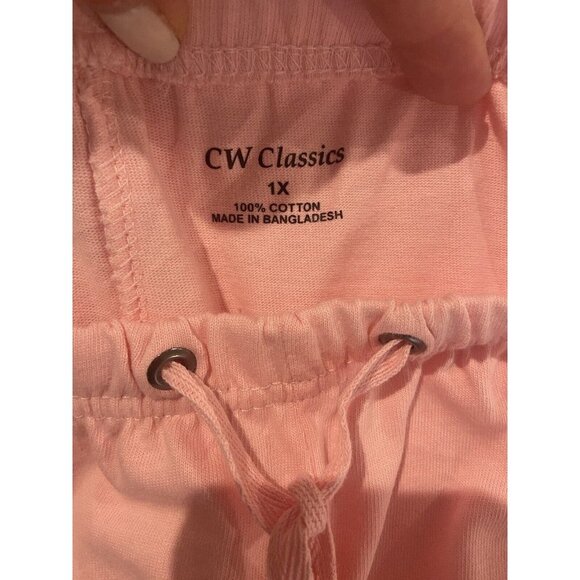 CW Classics
1X
100% COTTON
MADE IN BANGLADESH